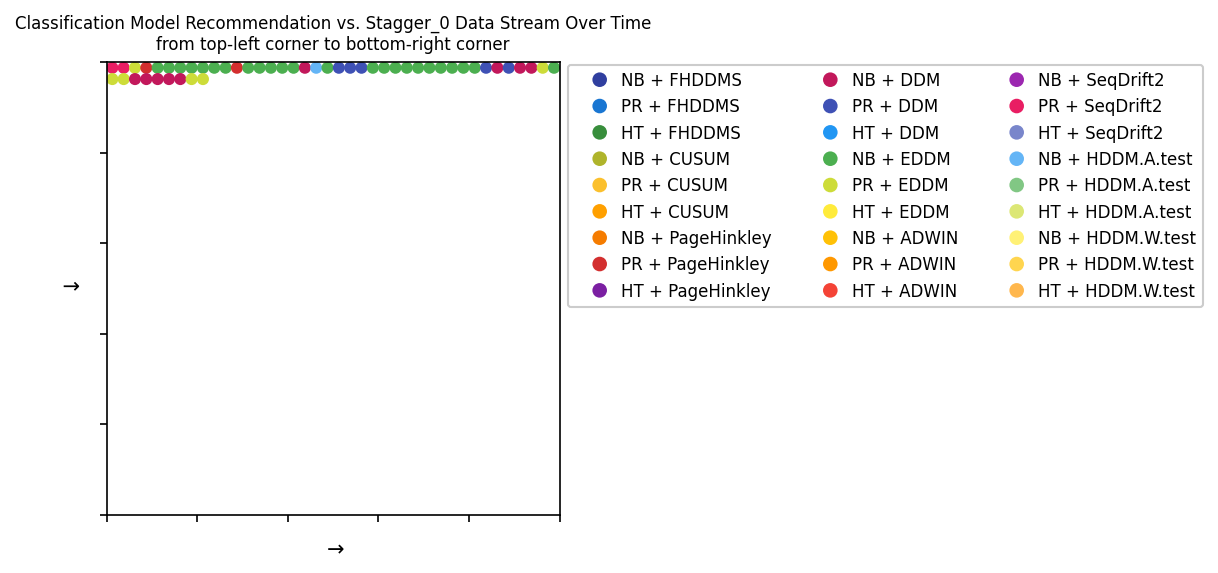 Classification Model Recommendation vs. Stagger_0 Data Stream Over Time
from top-left corner to bottom-right corner
NB + FHDDMS
PR + FHDDMS
HT + FHDDMS
NB + CUSUM
PR + CUSUM
HT + CUSUM
NB + PageHinkley
PR + PageHinkley
HT + PageHinkley
NB + DDM
PR + DDM
HT + DDM
NB + EDDM
PR + EDDM
HT + EDDM
NB + ADWIN
PR + ADWIN
HT + ADWIN
NB + SeqDrift2
PR + SeqDrift2
HT + SeqDrift2
NB + HDDM.A.test
PR + HDDM.A.test
HT + HDDM.A.test
NB + HDDM.W.test
PR + HDDM.W.test
HT + HDDM.W.test
→
→